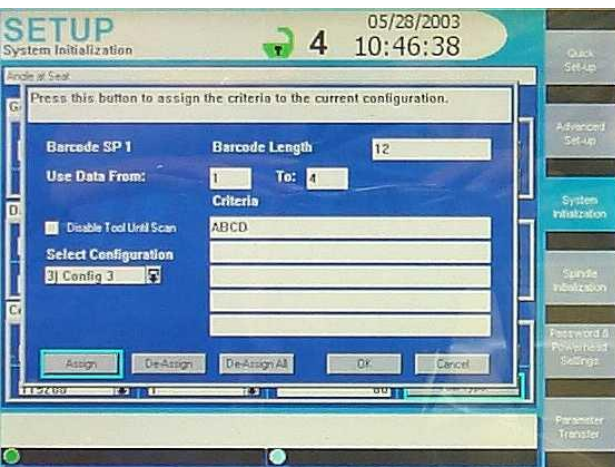 SETUP
System Initialization
4
05/28/2003
10:46:38
Angle at Seat
Press this button to assign the criteria to the current configuration.
Barcode SP 1
Barcode Length
12
Use Data From:
1
To:
4
Criteria
Disable Tool Until Scan
ABCD
Select Configuration
3) Config 3
Assign
De-Assign
De-Assign All
OK
Cancel
Quick
Set-up
Advanced
Set-up
System
Initialization
Spindle
Initialization
Password &
Powerhead
Settings
Parameter
Transfer